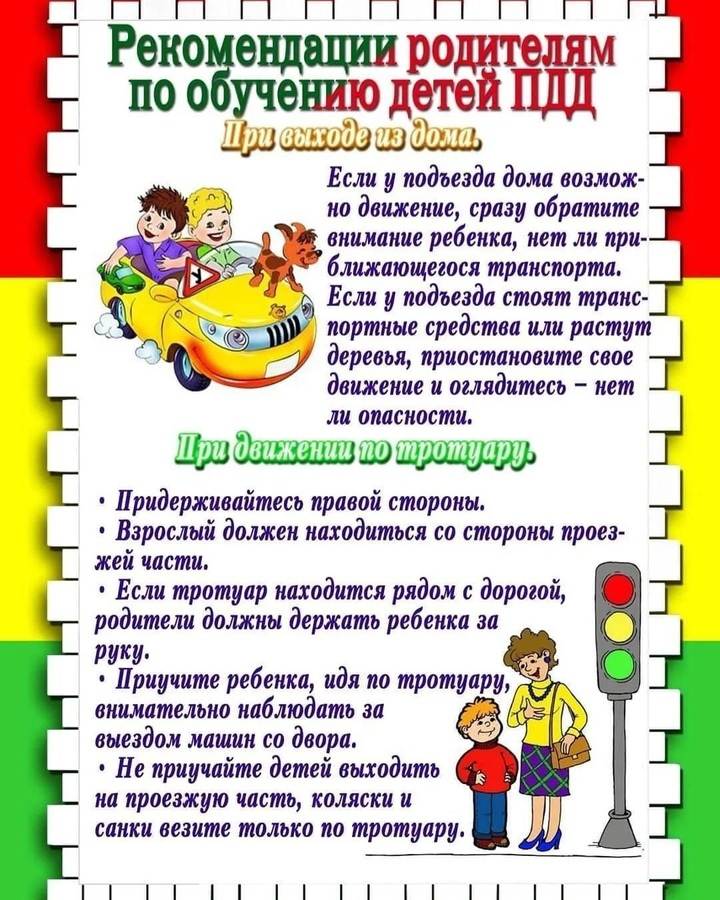 Рекомендации родителям
по обучению детей ПДД
При выходе из дома.
Если у подъезда дома возмож-
но движение, сразу обратите
внимание ребенка, нет ли при-
ближающегося транспорта.
Если у подъезда стоят транс-
портные средства или растут
деревья, приостановите свое
движение и оглядитесь – нет
ли опасности.
При движении по тротуару.
· Придерживайтесь правой стороны.
· Взрослый должен находиться со стороны проез-
жей части.
· Если тротуар находится рядом с дорогой,
родители должны держать ребенка за
руку.
· Приучите ребенка, идя по тротуару,
внимательно наблюдать за
выездом машин со двора.
· Не приучайте детей выходить
на проезжую часть, коляски и
санки везите только по тротуару.